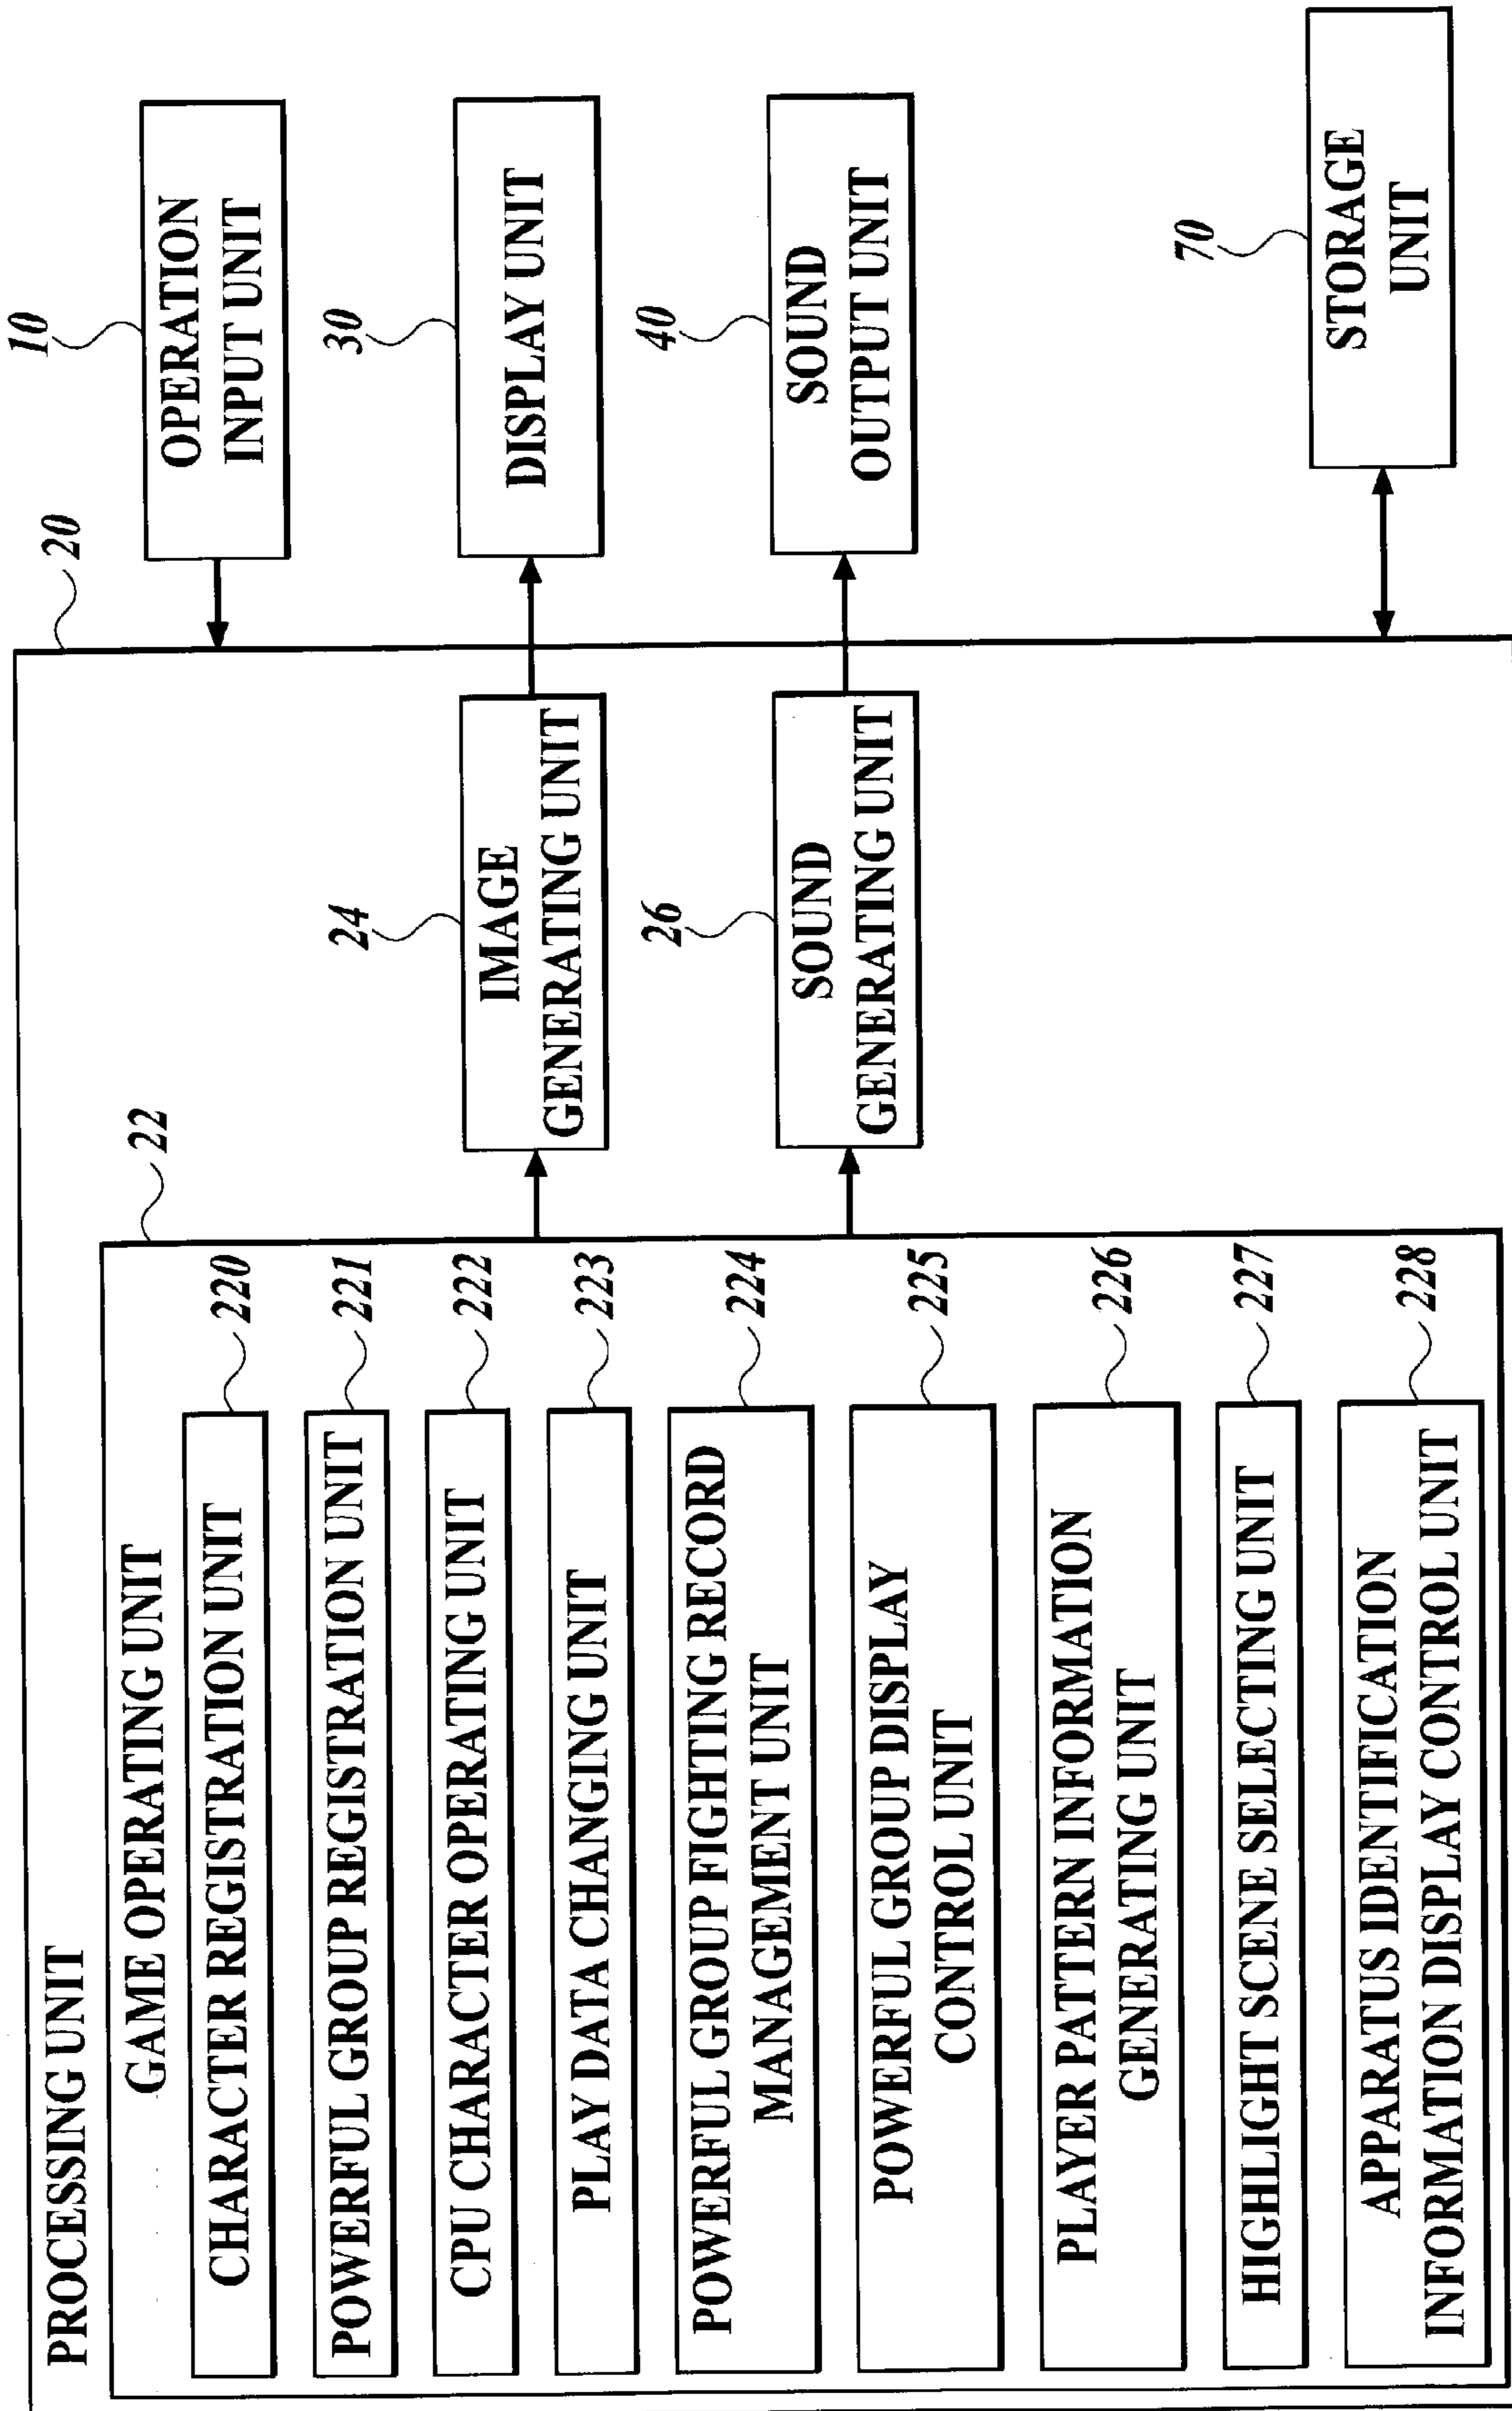 PROCESSING UNIT
20
GAME OPERATING UNIT
22
CHARACTER REGISTRATION UNIT
220
POWERFUL GROUP REGISTRATION UNIT
221
CPU CHARACTER OPERATING UNIT
222
PLAY DATA CHANGING UNIT
223
POWERFUL GROUP FIGHTING RECORD
MANAGEMENT UNIT
224
POWERFUL GROUP DISPLAY
CONTROL UNIT
225
PLAYER PATTERN INFORMATION
GENERATING UNIT
226
HIGHLIGHT SCENE SELECTING UNIT
227
APPARATUS IDENTIFICATION
INFORMATION DISPLAY CONTROL UNIT
228
24
IMAGE
GENERATING UNIT
26
SOUND
GENERATING UNIT
10
OPERATION
INPUT UNIT
30
DISPLAY UNIT
40
SOUND
OUTPUT UNIT
70
STORAGE
UNIT